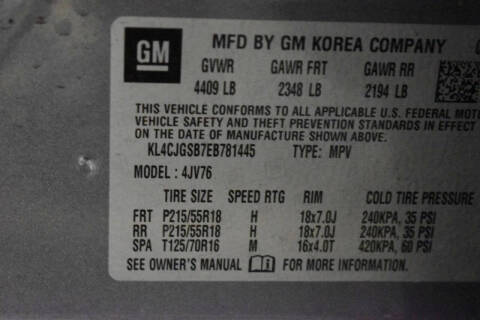 GM MFD BY GM KOREA COMPANY
GVWR GAWR FRT GAWR RR
4409 LB 2348 LB 2194 LB
THIS VEHICLE CONFORMS TO ALL APPLICABLE U.S. FEDERAL MOTO
VEHICLE SAFETY AND THEFT PREVENTION STANDARDS IN EFFECT
DATE OF MANUFACTURE SHOWN ABOVE.
KL4CJGSB7EB781445 TYPE: MPV
MODEL: 4JV76
TIRE SIZE SPEED RTG RIM COLD TIRE PRESSUR
FRT P215/55R18 H 18x7.0J 240KPA, 35 PSI
RR P215/55R18 H 18x7.0J 240KPA, 35 PSI
SPA T125/70R16 M 16x4.0T 420KPA, 60 PSI
SEE OWNER'S MANUAL FOR MORE INFORMATION.